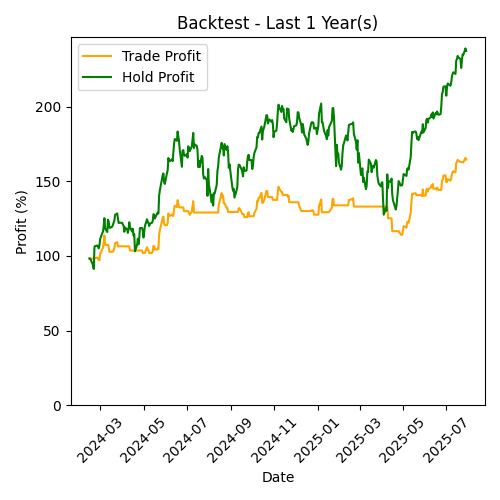 Backtest - Last 1 Year(s)
Trade Profit
Hold Profit
Profit (%)
200
150
100
50
0
2024-03
2024-05
2024-07
2024-09
2024-11
2025-01
2025-03
2025-05
2025-07
Date